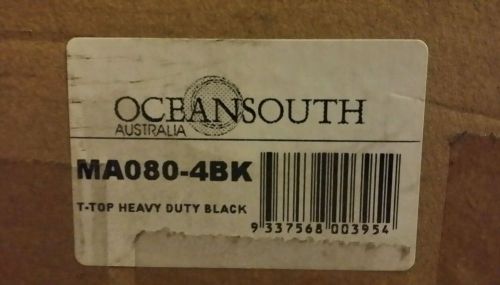 OCEANSOUTH
AUSTRALIA
MA080-4BK
T-TOP HEAVY DUTY BLACK
9 337568 003954